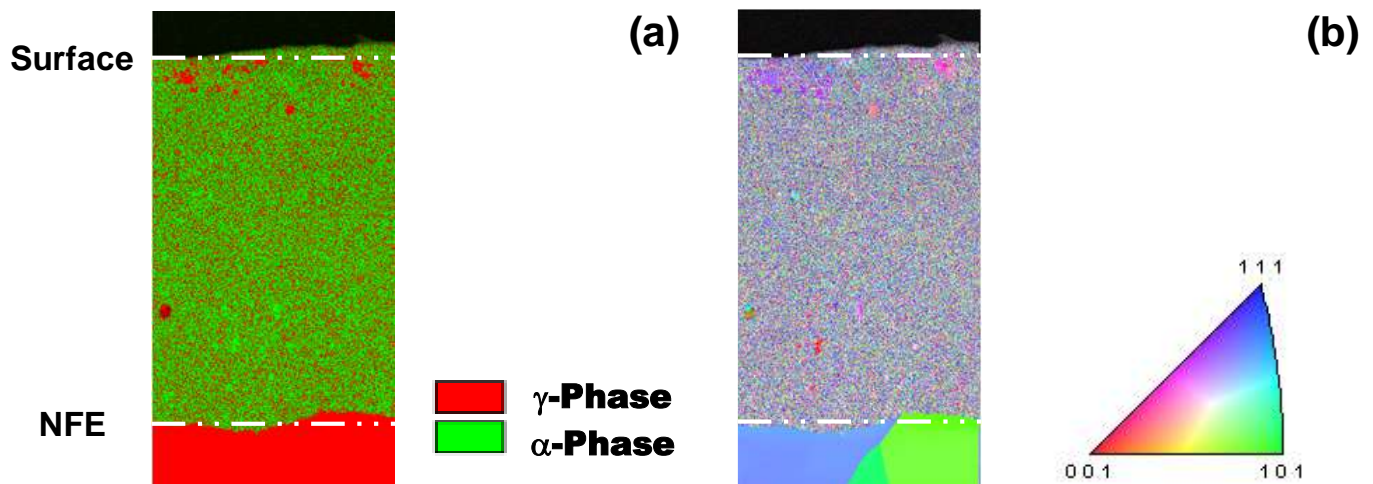 (a)
(b)
Surface
NFE
γ-Phase
α-Phase
1 1 1
0 0 1
1 0 1